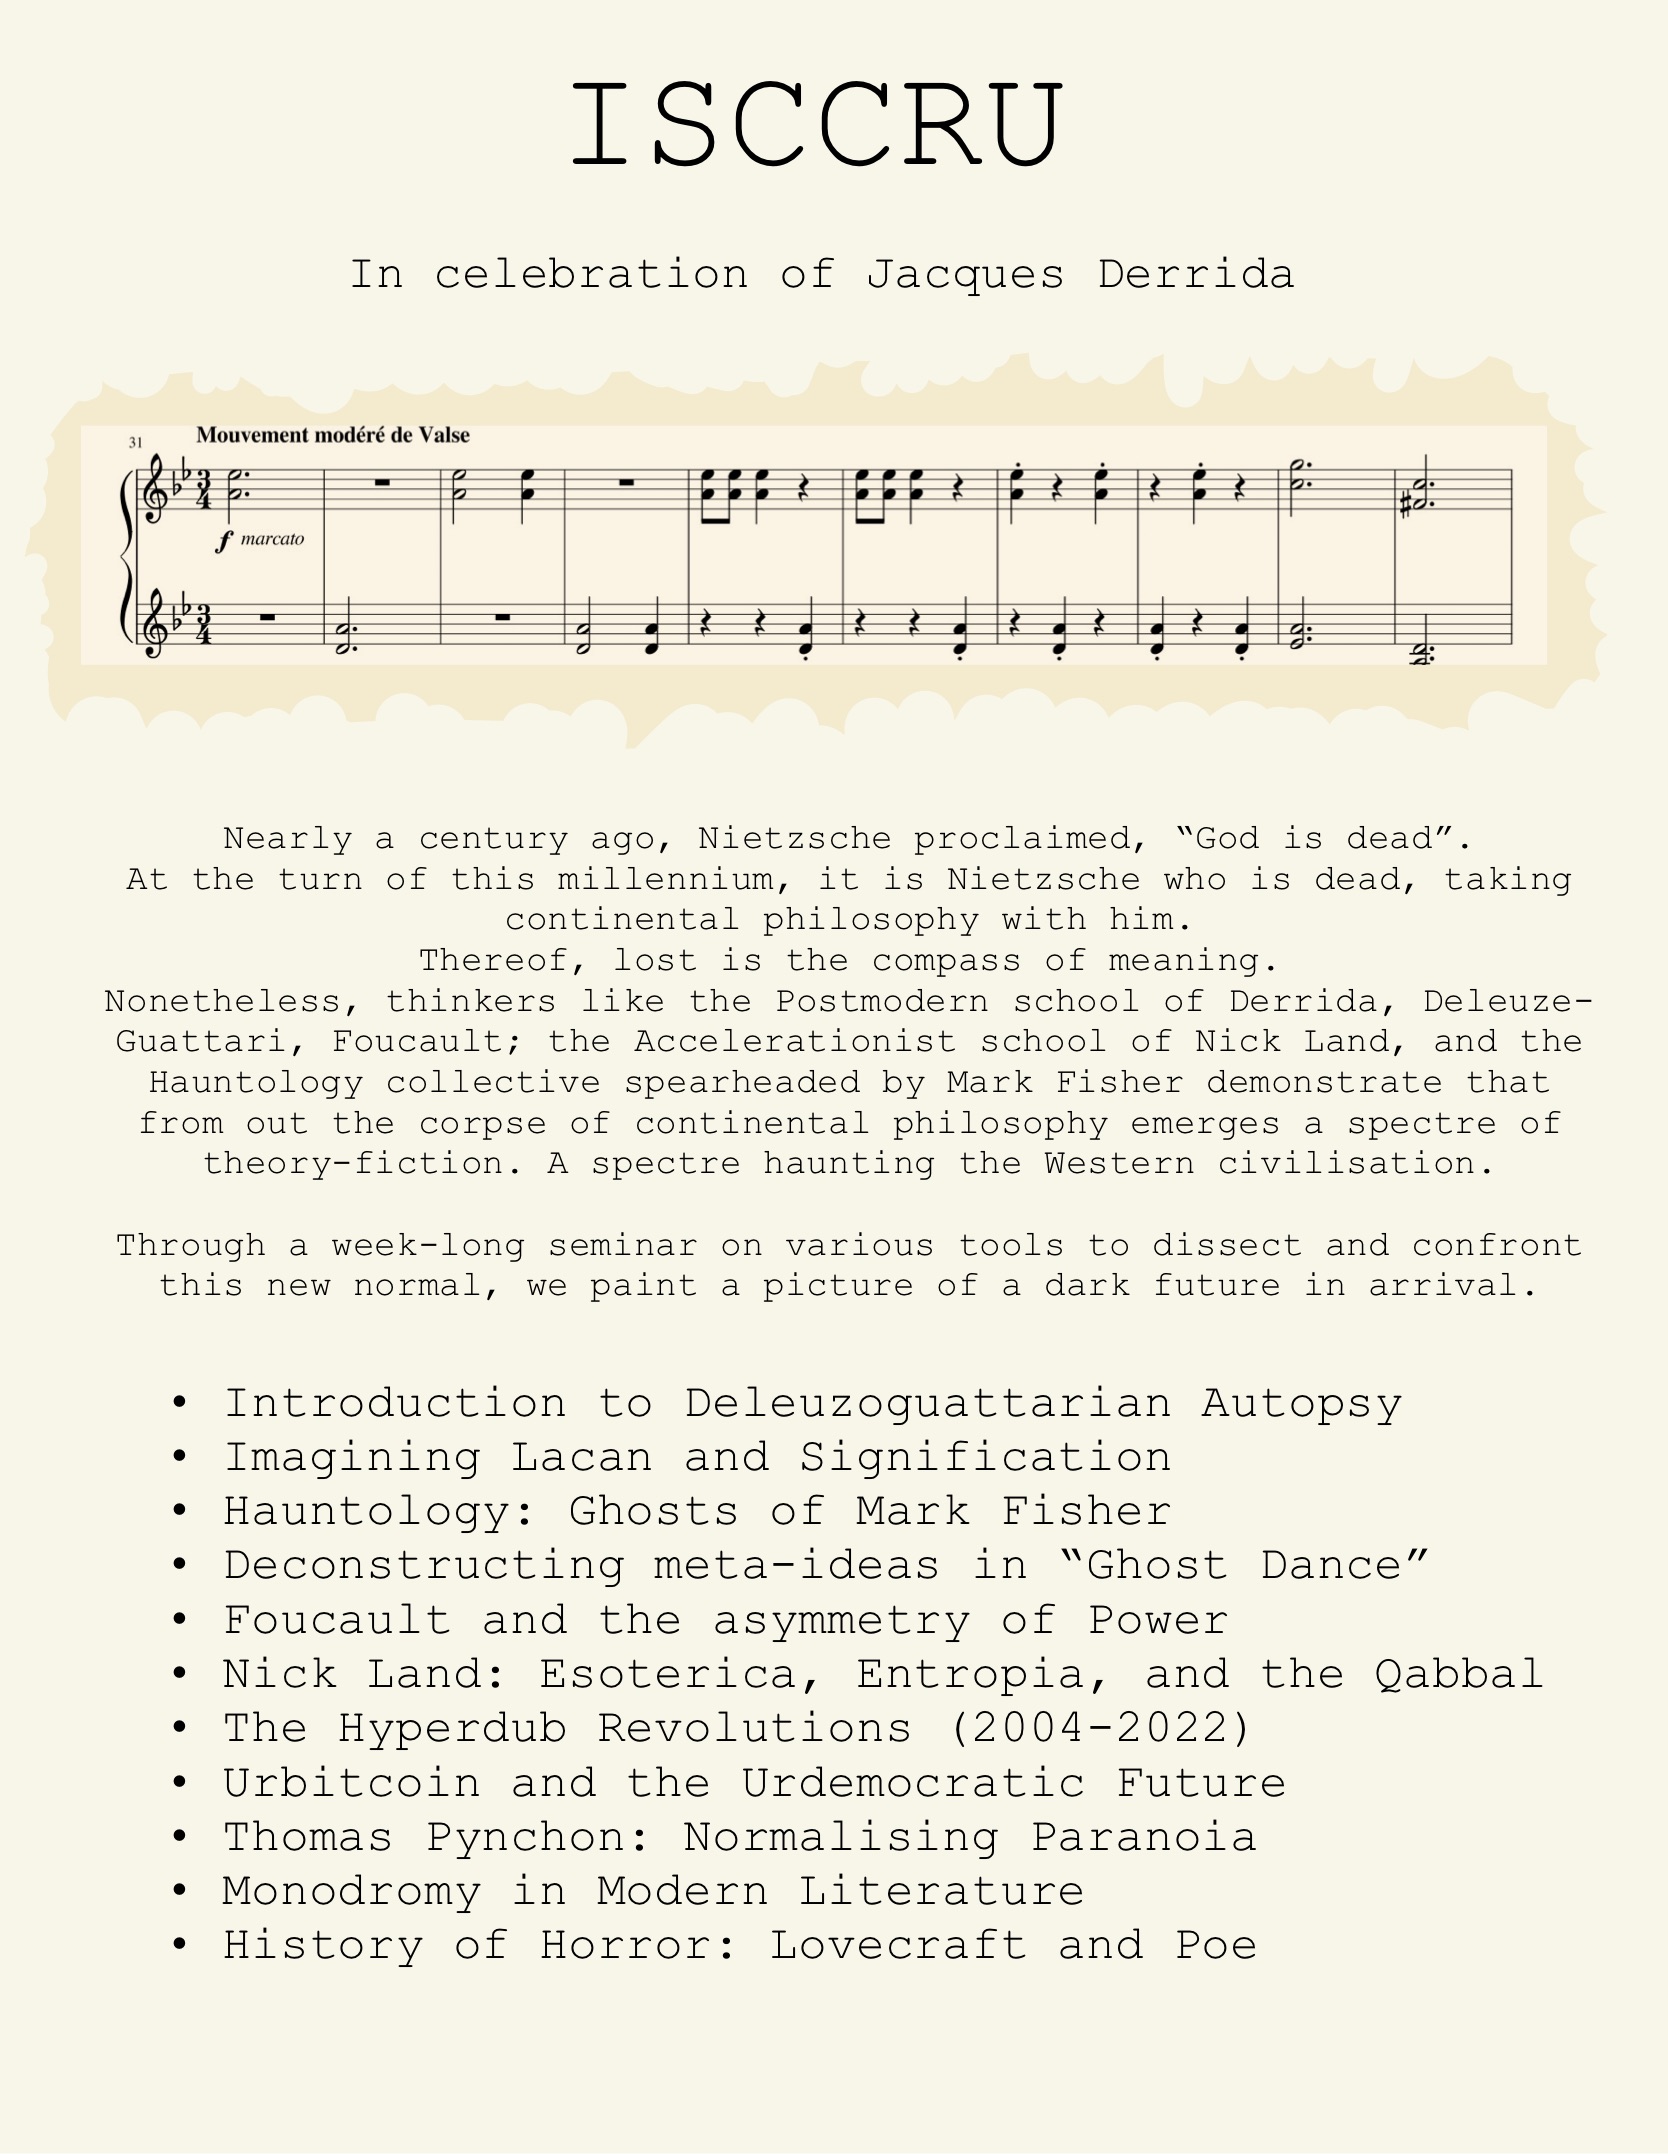 ISCCRU
In celebration of Jacques Derrida
31
Mouvement modéré de Valse
3
4
f marcato
3
4
Nearly a century ago, Nietzsche proclaimed, “God is dead”.
At the turn of this millennium, it is Nietzsche who is dead, taking
continental philosophy with him.
Thereof, lost is the compass of meaning.
Nonetheless, thinkers like the Postmodern school of Derrida, Deleuze-
Guattari, Foucault; the Accelerationist school of Nick Land, and the
Hauntology collective spearheaded by Mark Fisher demonstrate that
from out the corpse of continental philosophy emerges a spectre of
theory-fiction. A spectre haunting the Western civilisation.
Through a week-long seminar on various tools to dissect and confront
this new normal, we paint a picture of a dark future in arrival.
• Introduction to Deleuzoguattarian Autopsy
• Imagining Lacan and Signification
• Hauntology: Ghosts of Mark Fisher
• Deconstructing meta-ideas in “Ghost Dance”
• Foucault and the asymmetry of Power
• Nick Land: Esoterica, Entropia, and the Qabbal
• The Hyperdub Revolutions (2004-2022)
• Urbitcoin and the Urdemocratic Future
• Thomas Pynchon: Normalising Paranoia
• Monodromy in Modern Literature
• History of Horror: Lovecraft and Poe